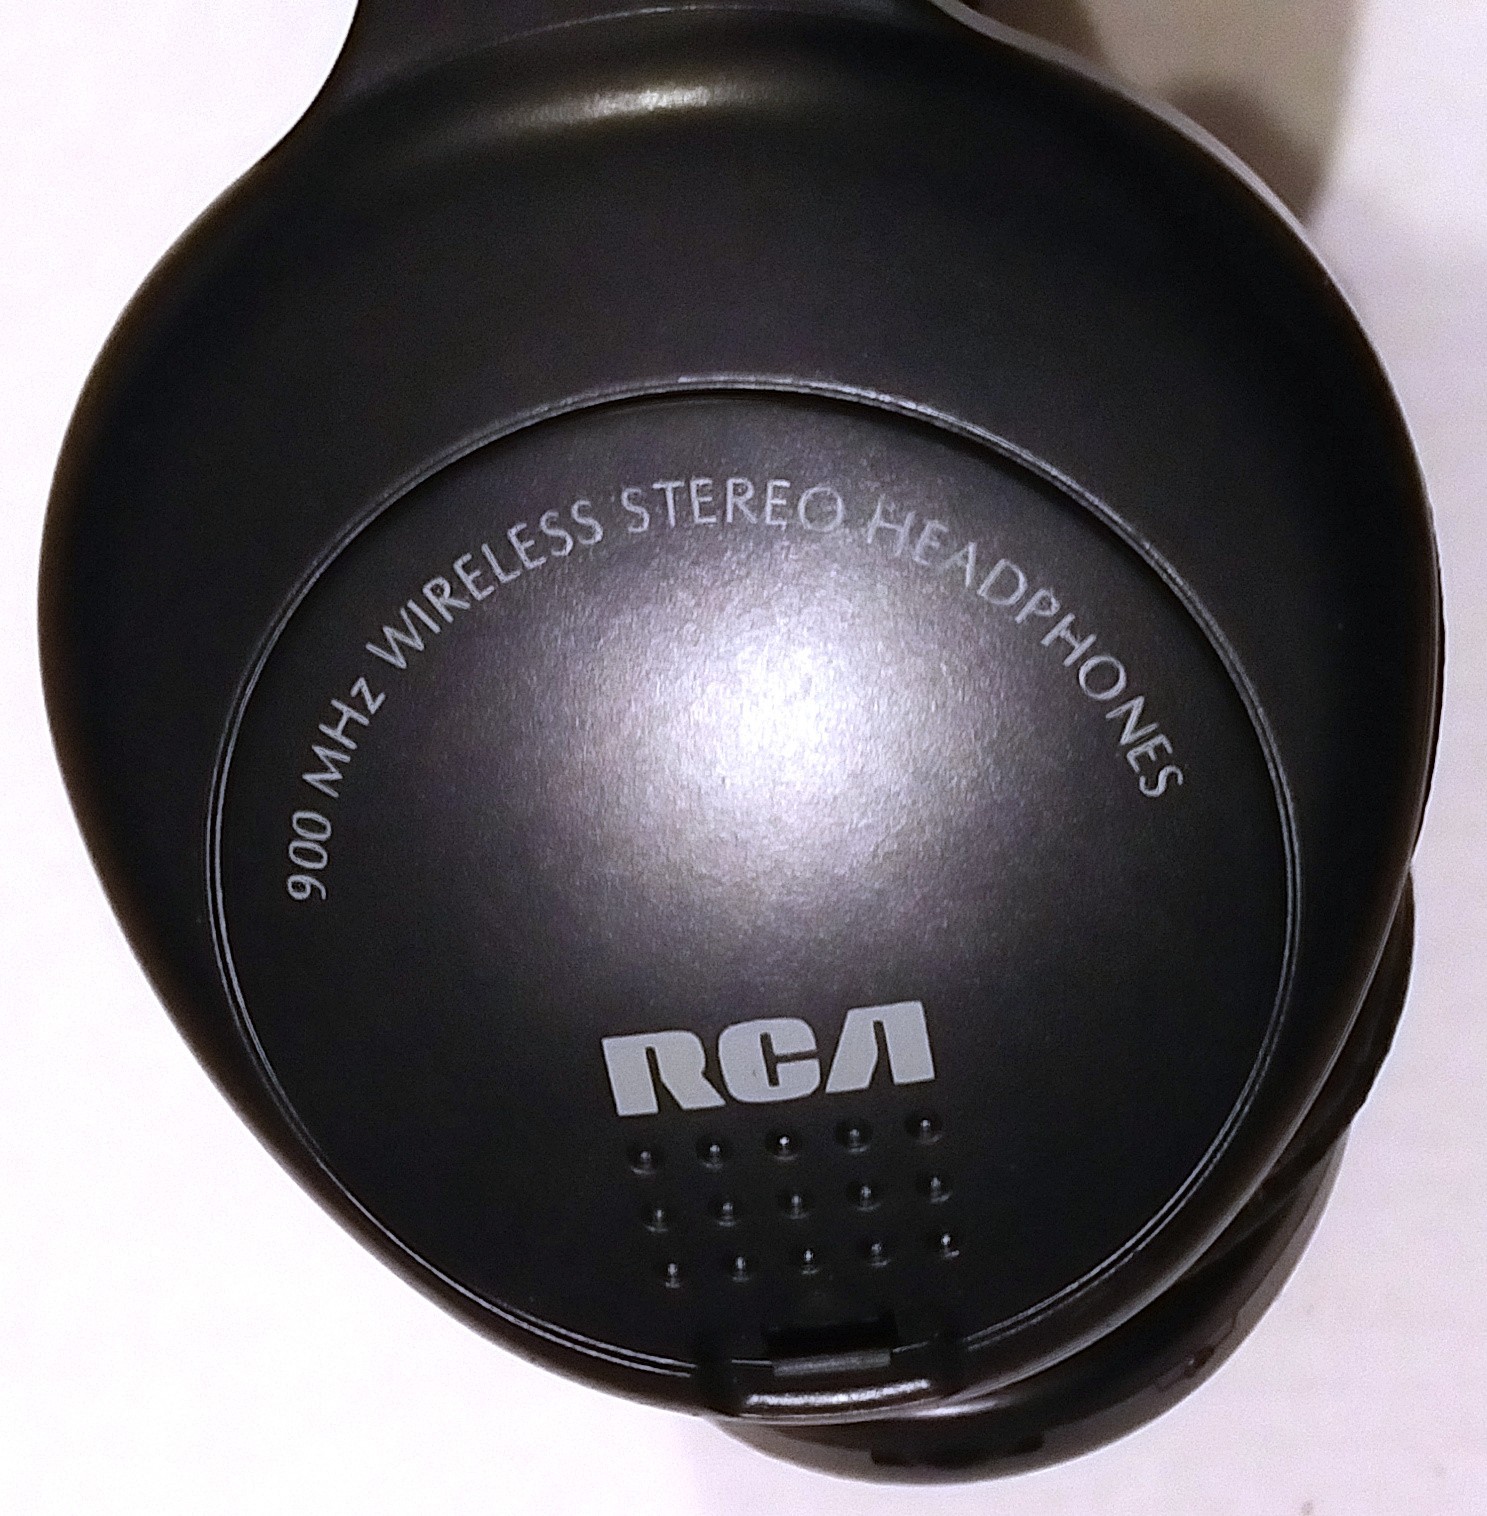 900 MHz WIRELESS STEREO HEADPHONES
RCA